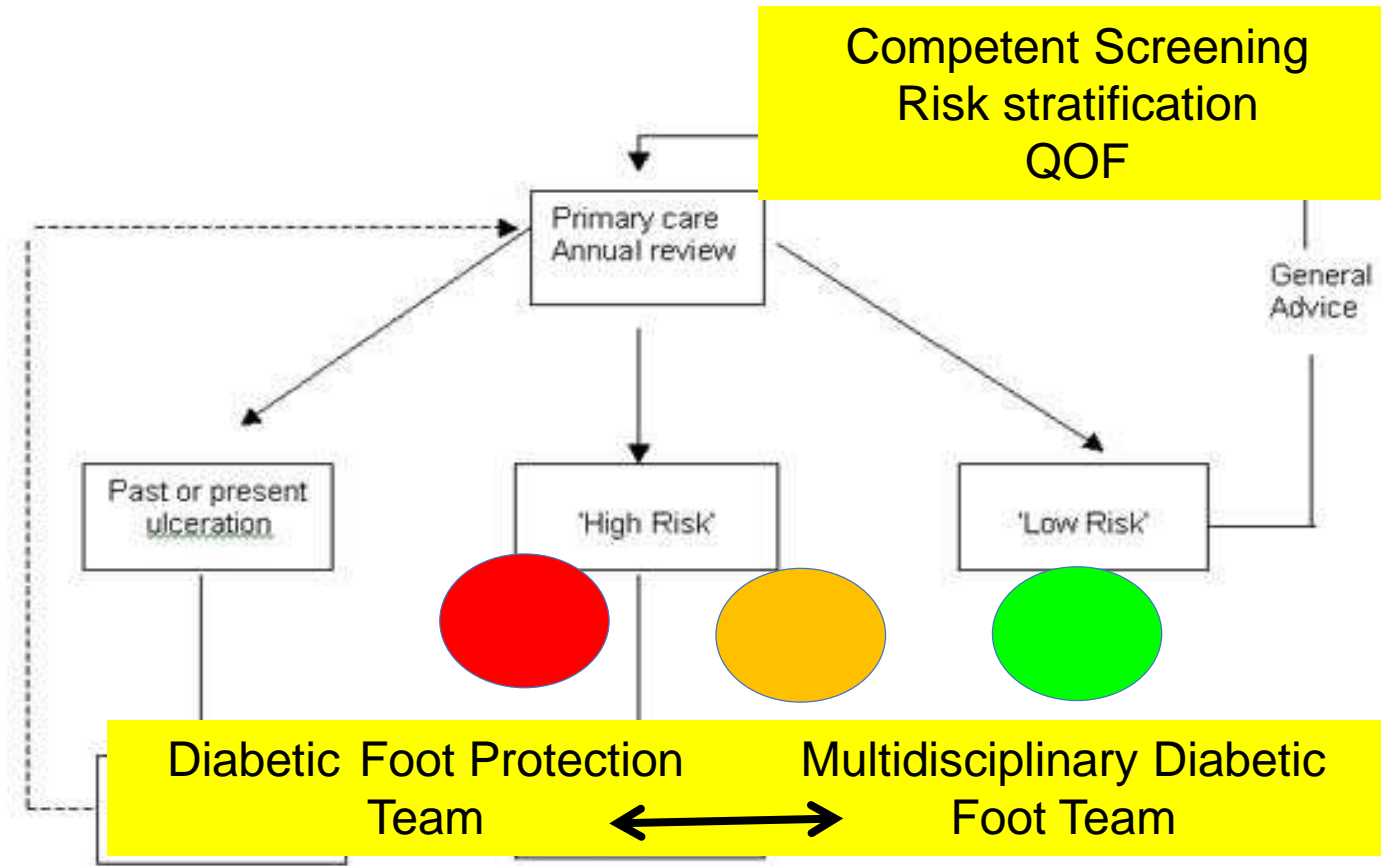 Competent Screening
Risk stratification
QOF
Primary care
Annual review
General
Advice
Past or present
ulceration
'High Risk'
'Low Risk'
Diabetic Foot Protection
Team
Multidisciplinary Diabetic
Foot Team